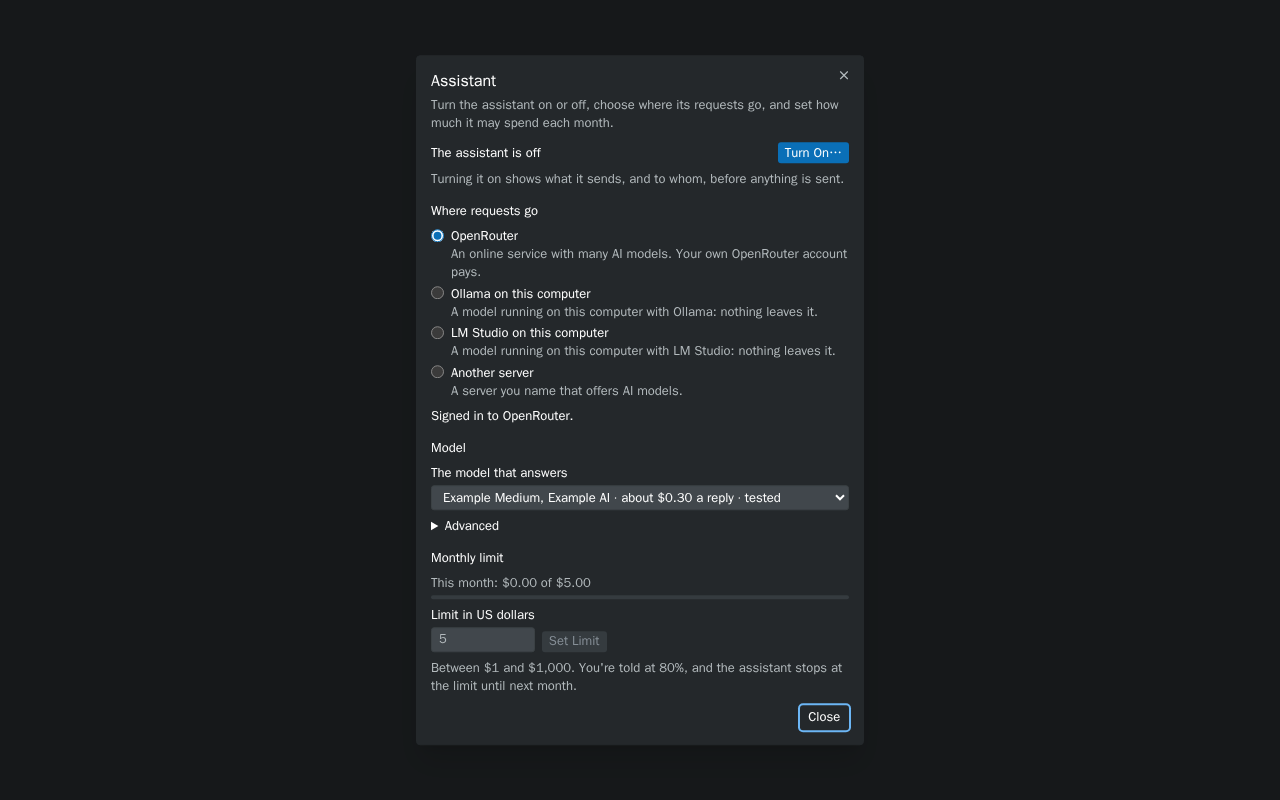 Assistant
×
Turn the assistant on or off, choose where its requests go, and set how
much it may spend each month.
The assistant is off
Turn On…
Turning it on shows what it sends, and to whom, before anything is sent.
Where requests go
OpenRouter
An online service with many AI models. Your own OpenRouter account
pays.
Ollama on this computer
A model running on this computer with Ollama: nothing leaves it.
LM Studio on this computer
A model running on this computer with LM Studio: nothing leaves it.
Another server
A server you name that offers AI models.
Signed in to OpenRouter.
Model
The model that answers
Example Medium, Example AI · about $0.30 a reply · tested
Advanced
Monthly limit
This month: $0.00 of $5.00
Limit in US dollars
5
Set Limit
Between $1 and $1,000. You're told at 80%, and the assistant stops at
the limit until next month.
Close